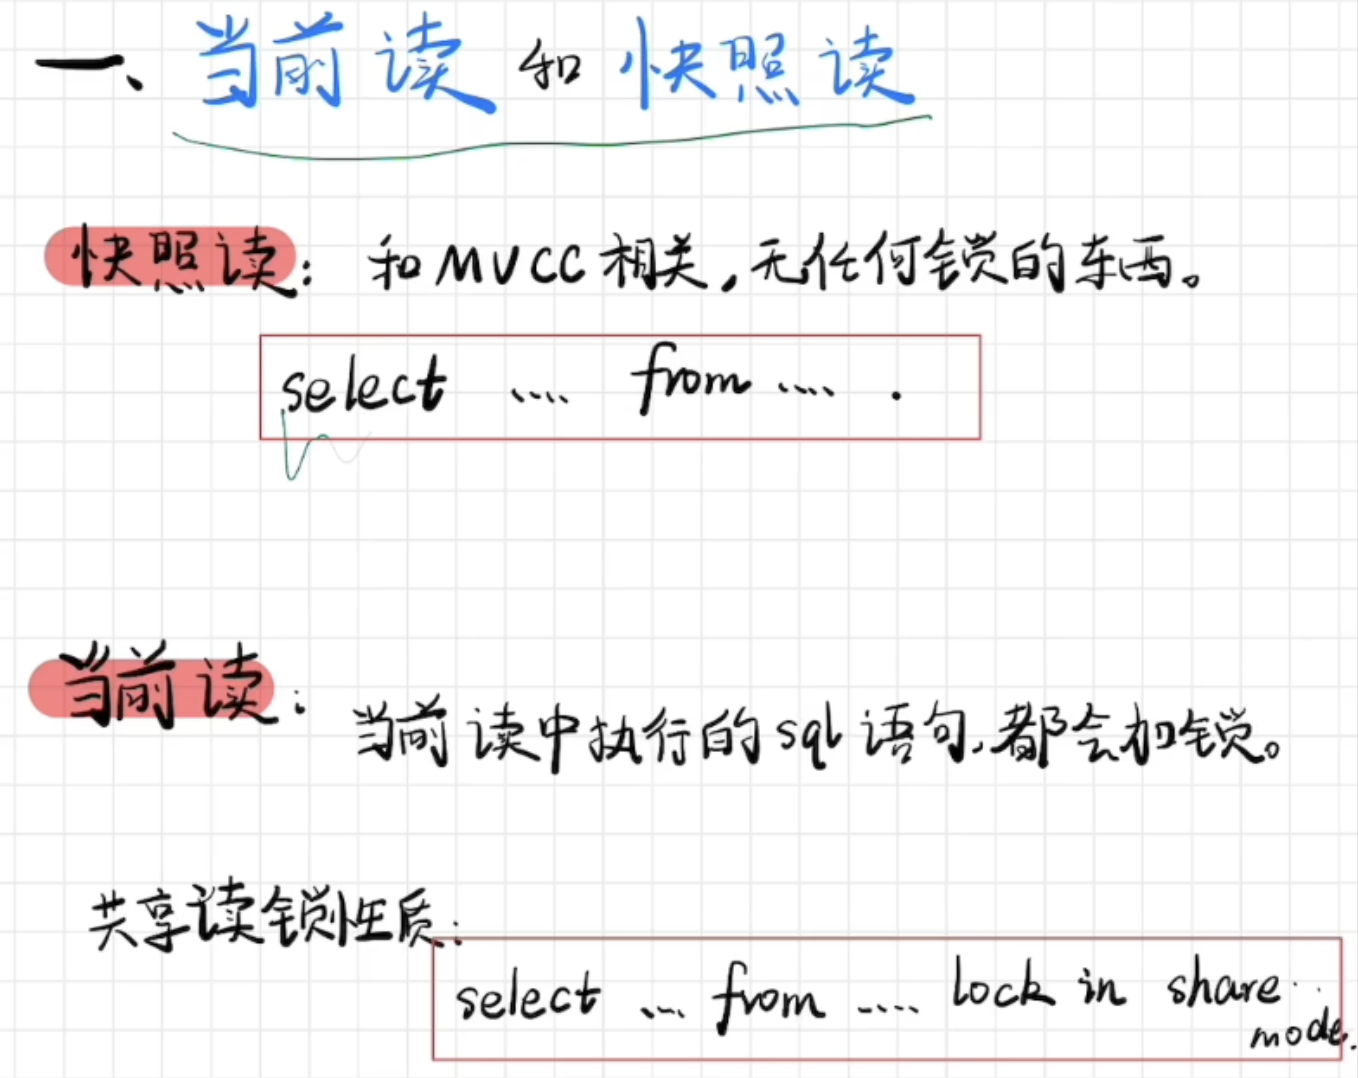 一、当前读和快照读
快照读：和MVCC相关，无任何锁的东西。
select .... from .... .
当前读：当前读中执行的sql语句，都会加锁。
共享读锁性质：
select ... from .... lock in share
mode.